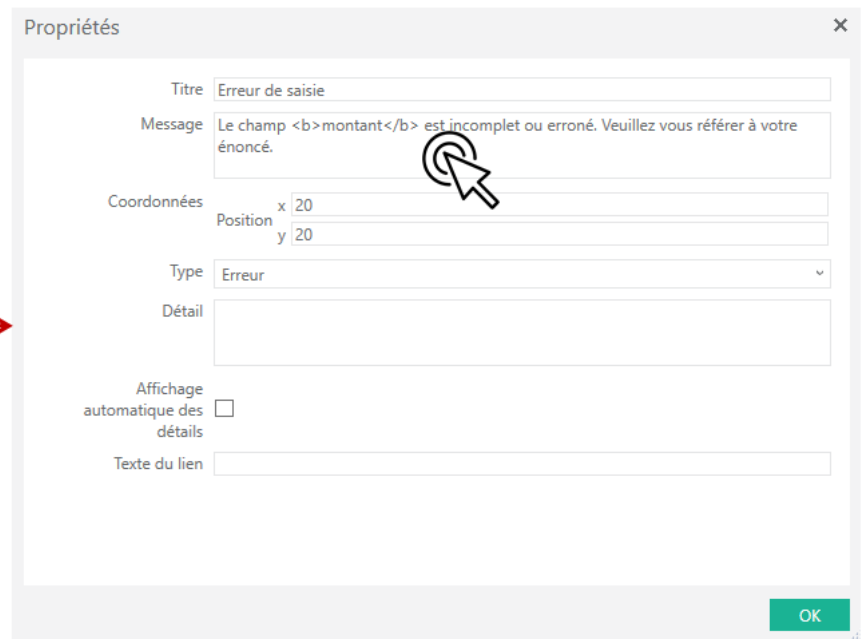 Propriétés ×
Titre Erreur de saisie
Message Le champ <b>montant</b> est incomplet ou erroné. Veuillez vous référer à votre
énoncé.
Coordonnées
Position
x 20
y 20
Type Erreur
Détail
Affichage
automatique des
détails
Texte du lien
OK